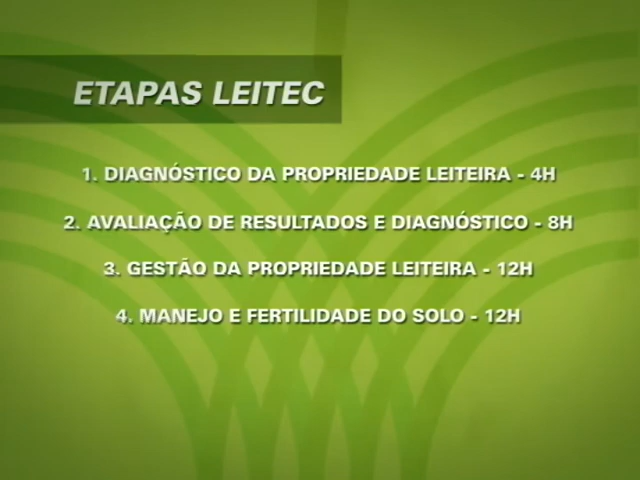 ETAPAS LEITEC
1. DIAGNÓSTICO DA PROPRIEDADE LEITEIRA - 4H
2. AVALIAÇÃO DE RESULTADOS E DIAGNÓSTICO - 8H
3. GESTÃO DA PROPRIEDADE LEITEIRA - 12H
4. MANEJO E FERTILIDADE DO SOLO - 12H